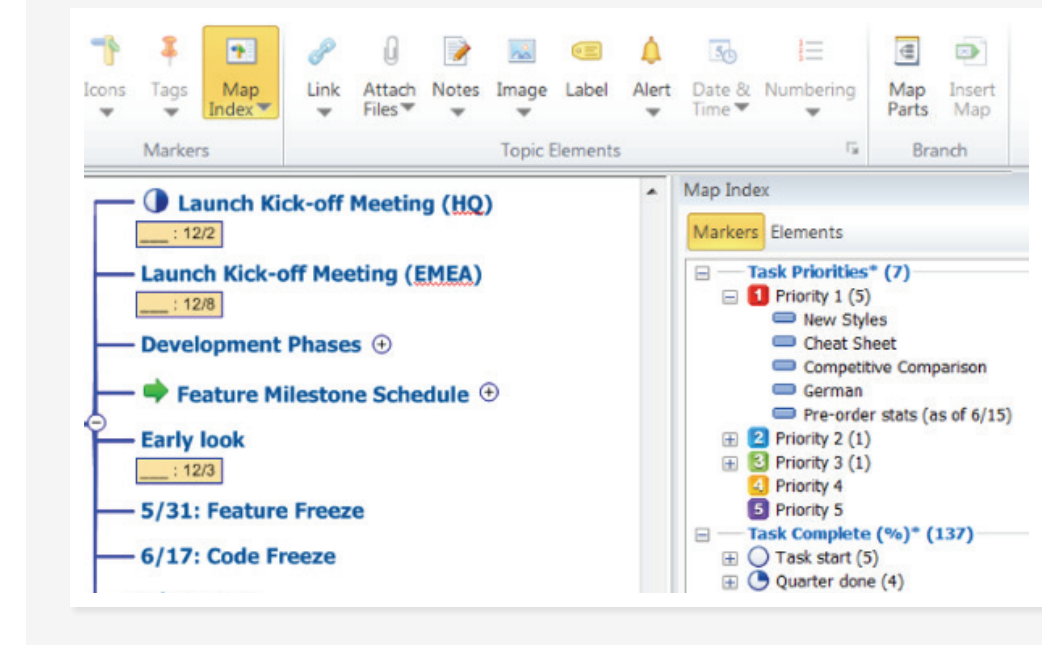 Icons Tags Map Index Link Attach Files Notes Image Label Alert Date & Time Numbering Map Parts Insert Map
Markers Topic Elements Branch
Launch Kick-off Meeting (HQ)
___ : 12/2
Launch Kick-off Meeting (EMEA)
___ : 12/8
Development Phases
Feature Milestone Schedule
Early look
___ : 12/3
5/31: Feature Freeze
6/17: Code Freeze
Map Index
Markers Elements
Task Priorities* (7)
1 Priority 1 (5)
New Styles
Cheat Sheet
Competitive Comparison
German
Pre-order stats (as of 6/15)
2 Priority 2 (1)
3 Priority 3 (1)
4 Priority 4
5 Priority 5
Task Complete (%)* (137)
Task start (5)
Quarter done (4)